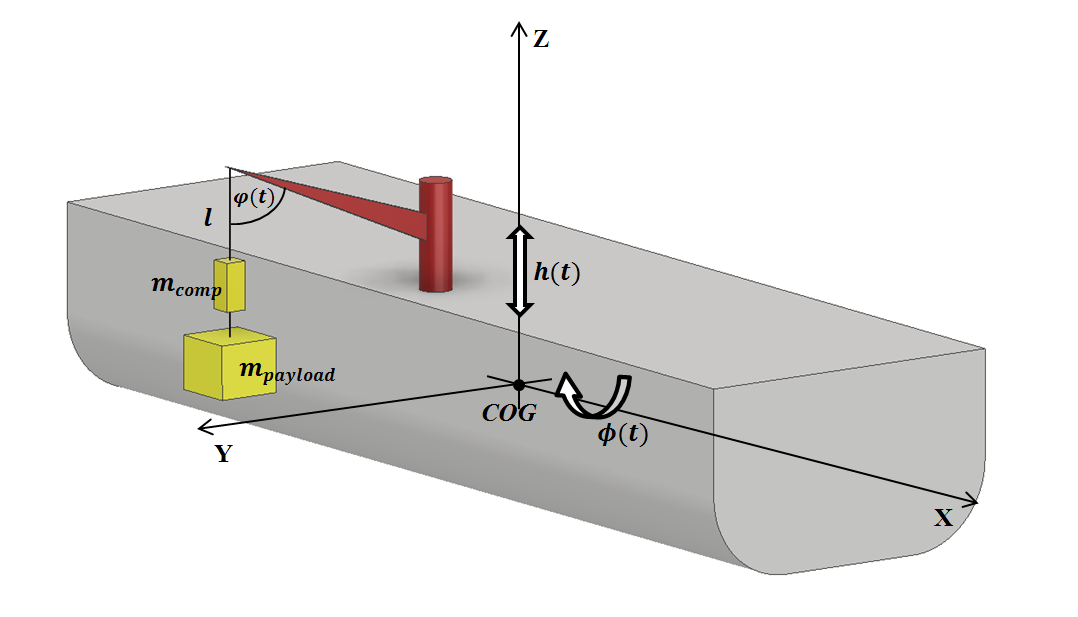 Z
φ(t)
l
h(t)
m_comp
m_payload
COG
ϕ(t)
Y
X